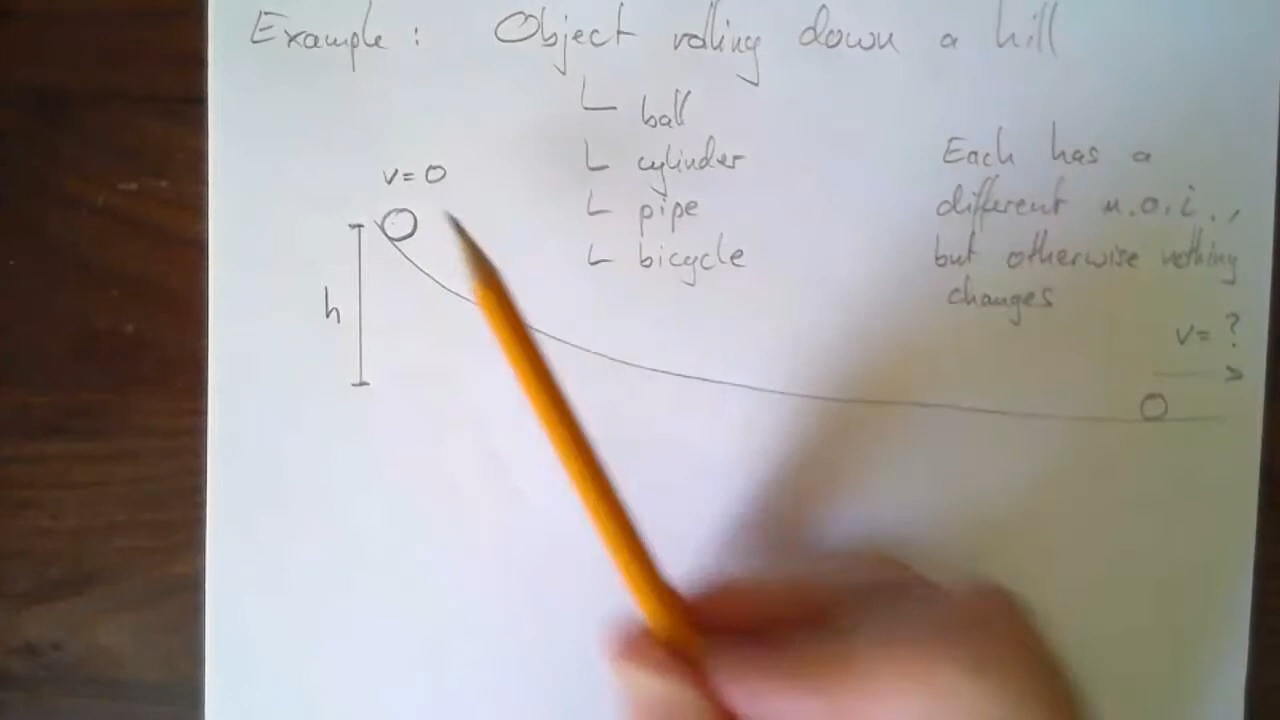 Example : Object rolling down a hill
ball
cylinder
pipe
bicycle
Each has a
different m.o.i.,
but otherwise nothing
changes
v=0
h
v=?